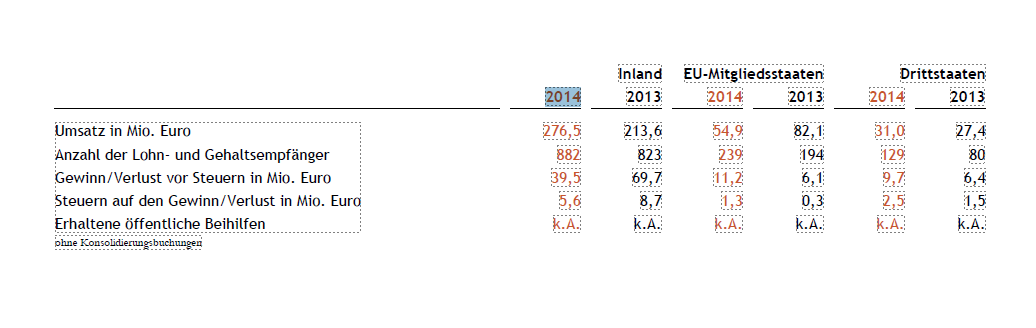 Inland EU-Mitgliedsstaaten Drittstaaten
2014 2013 2014 2013 2014 2013
Umsatz in Mio. Euro 276,5 213,6 54,9 82,1 31,0 27,4
Anzahl der Lohn- und Gehaltsempfänger 882 823 239 194 129 80
Gewinn/Verlust vor Steuern in Mio. Euro 39,5 69,7 11,2 6,1 9,7 6,4
Steuern auf den Gewinn/Verlust in Mio. Euro 5,6 8,7 1,3 0,3 2,5 1,5
Erhaltene öffentliche Beihilfen k.A. k.A. k.A. k.A. k.A. k.A.
ohne Konsolidierungsbuchungen